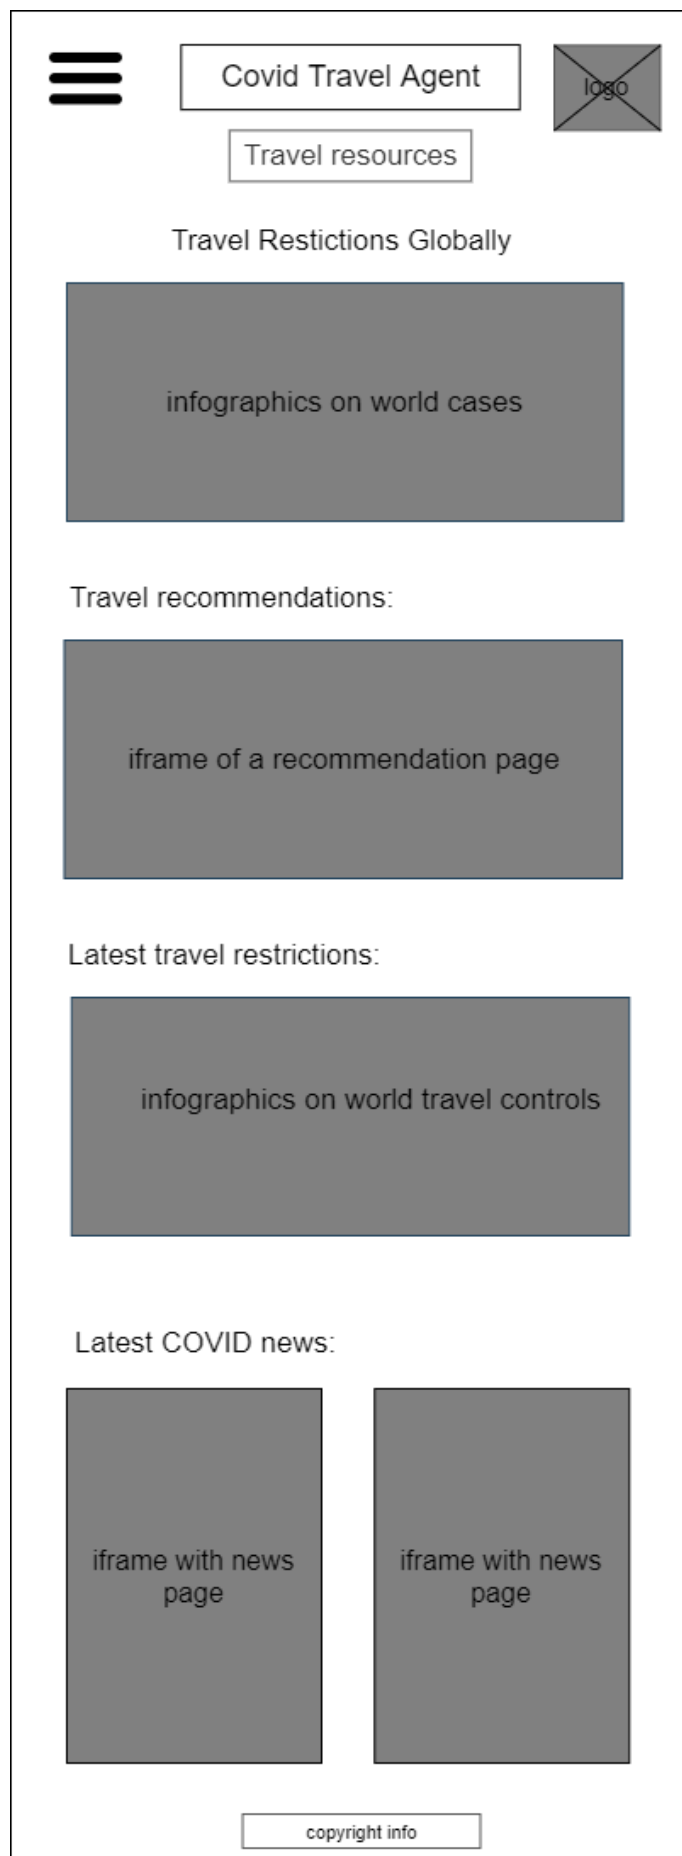 Covid Travel Agent
logo
Travel resources
Travel Restictions Globally
infographics on world cases
Travel recommendations:
iframe of a recommendation page
Latest travel restrictions:
infographics on world travel controls
Latest COVID news:
iframe with news
page
iframe with news
page
copyright info